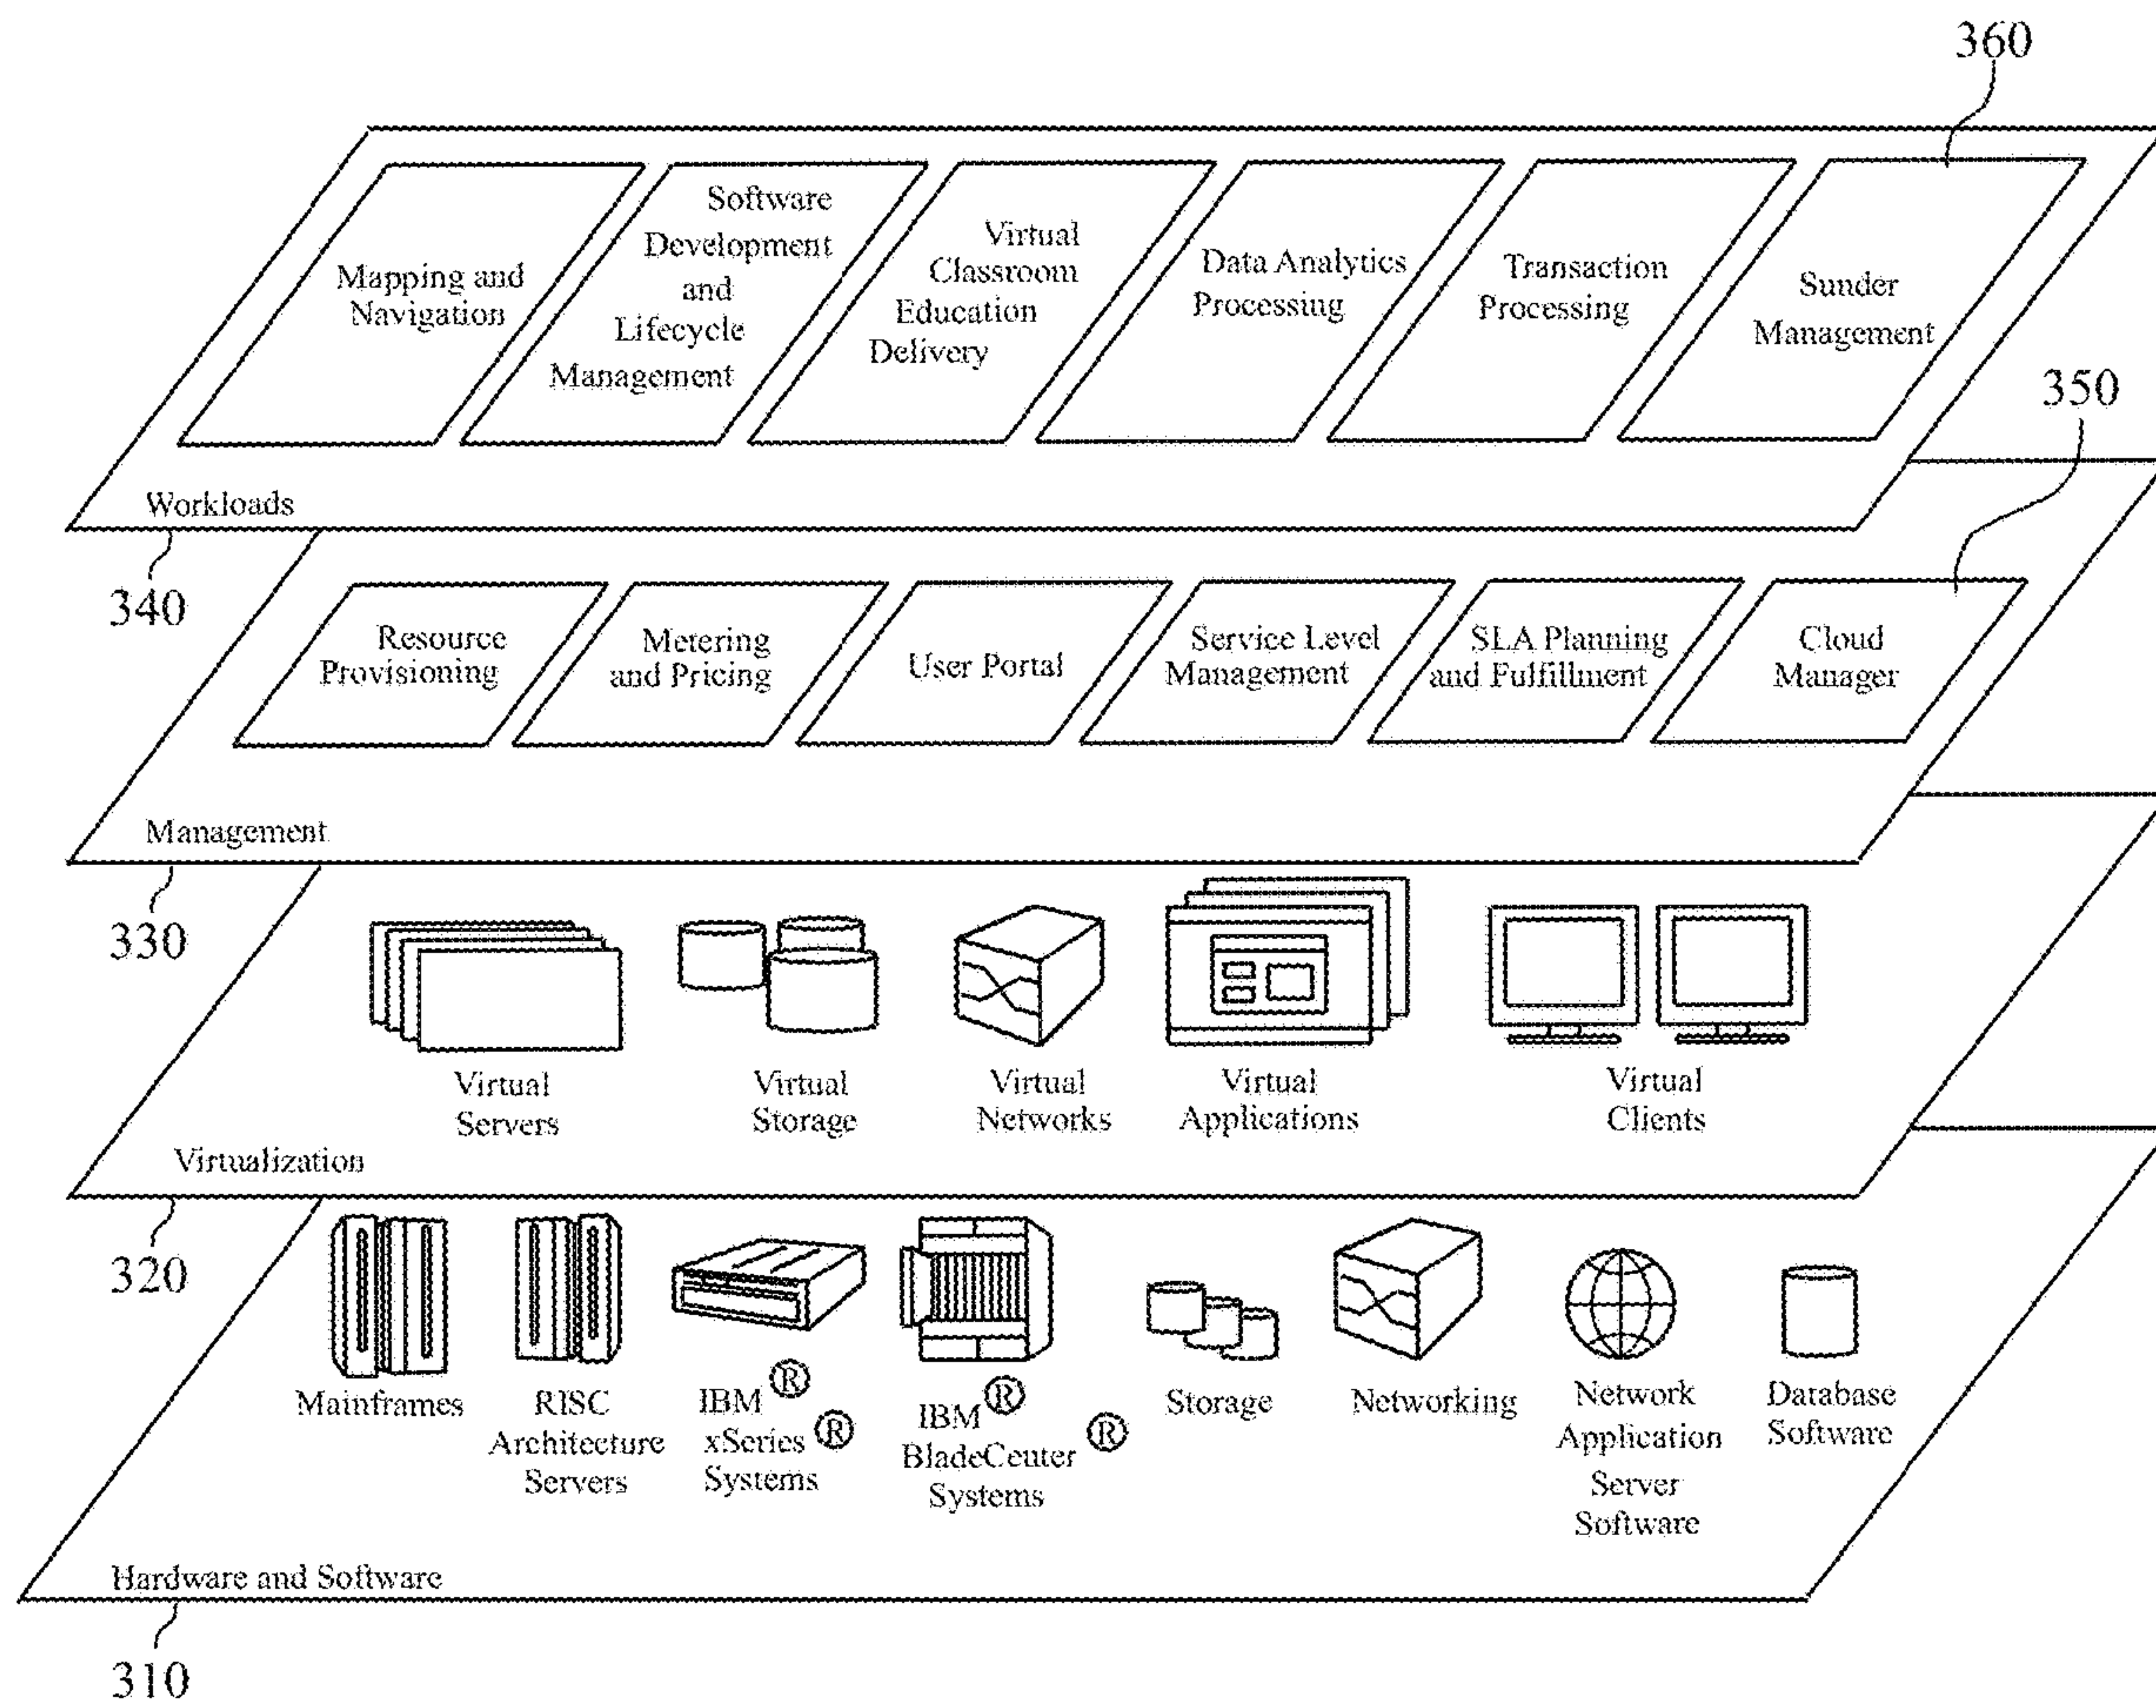 360
Mapping and
Navigation
Software
Development
and
Lifecycle
Management
Virtual
Classroom
Education
Delivery
Data Analytics
Processing
Transaction
Processing
Sunder
Management
Workloads
340
350
Resource
Provisioning
Metering
and Pricing
User Portal
Service Level
Management
SLA Planning
and Fulfillment
Cloud
Manager
Management
330
Virtual
Servers
Virtual
Storage
Virtual
Networks
Virtual
Applications
Virtual
Clients
Virtualization
320
Mainframes
RISC
Architecture
Servers
IBM ®
xSeries ®
Systems
IBM ®
BladeCenter ®
Systems
Storage
Networking
Network
Application
Server
Software
Database
Software
Hardware and Software
310